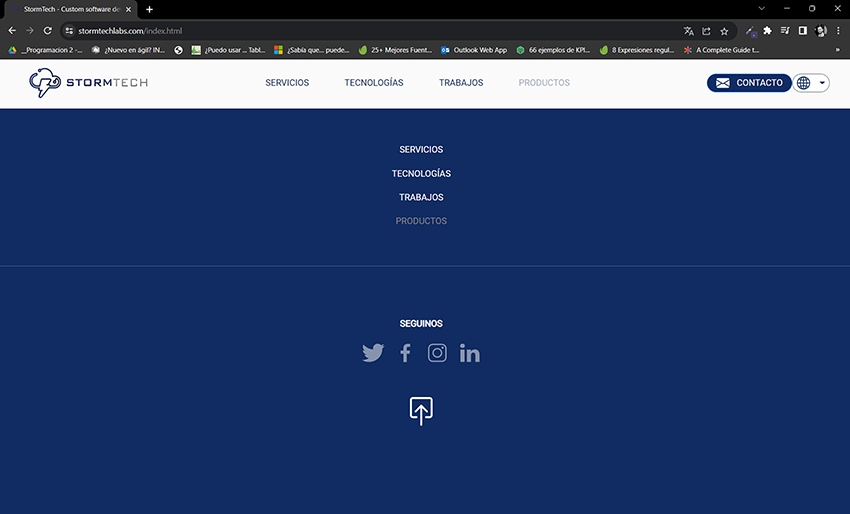 StormTech - Custom software de
stormtechlabs.com/index.html
__Programacion 2 -...
¿Nuevo en ágil? IN...
¿Puedo usar ... Tabl...
¿Sabía que... puede...
25+ Mejores Fuent...
Outlook Web App
66 ejemplos de KPI...
8 Expresiones regul...
A Complete Guide t...
STORMTECH
SERVICIOS
TECNOLOGÍAS
TRABAJOS
PRODUCTOS
CONTACTO
SERVICIOS
TECNOLOGÍAS
TRABAJOS
PRODUCTOS
SEGUINOS